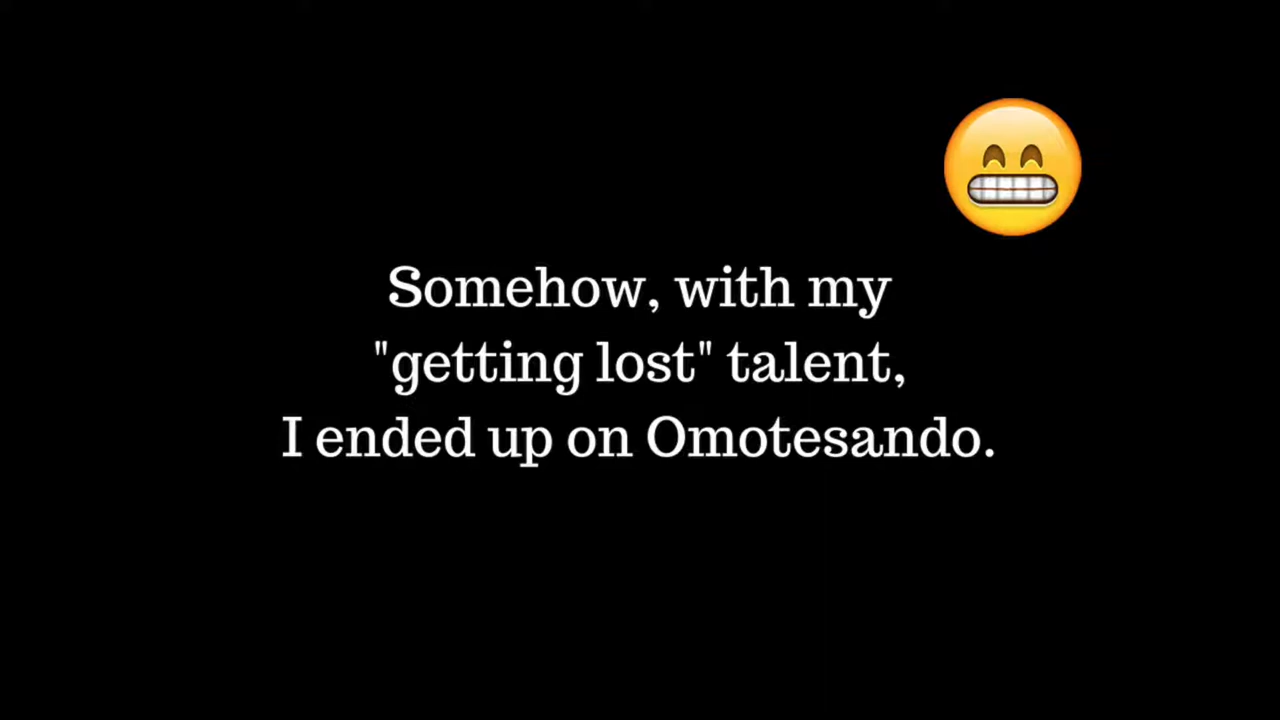 Somehow, with my
"getting lost" talent,
I ended up on Omotesando.